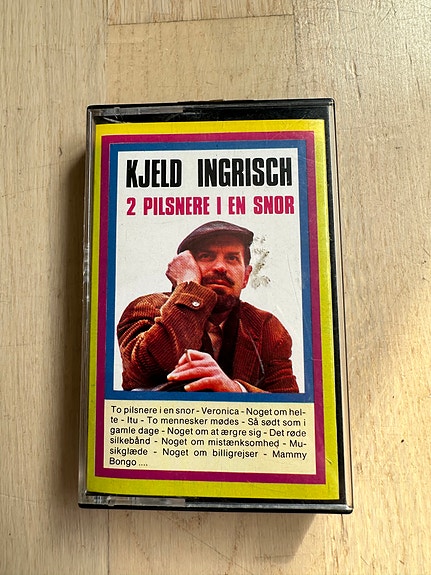 KJELD INGRISCH
2 PILSNERE I EN SNOR
To pilsnere i en snor - Veronica - Noget om hel-
te - Itu - To mennesker mødes - Så sødt som i
gamle dage - Noget om at ærgre sig - Det røde
silkebånd - Noget om mistænksomhed - Mu-
sikglæde - Noget om billigrejser - Mammy
Bongo ....